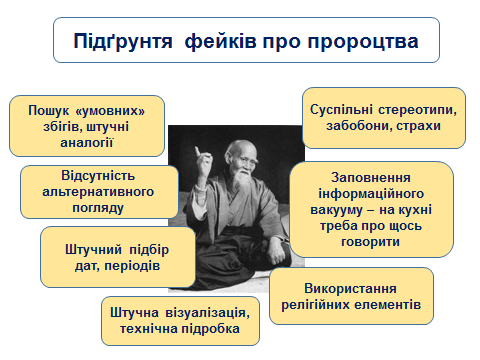 Підґрунтя фейків про пророцтва
Пошук «умовних»
збігів, штучні
аналогії
Відсутність
альтернативного
погляду
Штучний підбір
дат, періодів
Штучна візуалізація,
технічна підробка
Суспільні стереотипи,
забобони, страхи
Заповнення
інформаційного
вакууму – на кухні
треба про щось
говорити
Використання
релігійних елементів